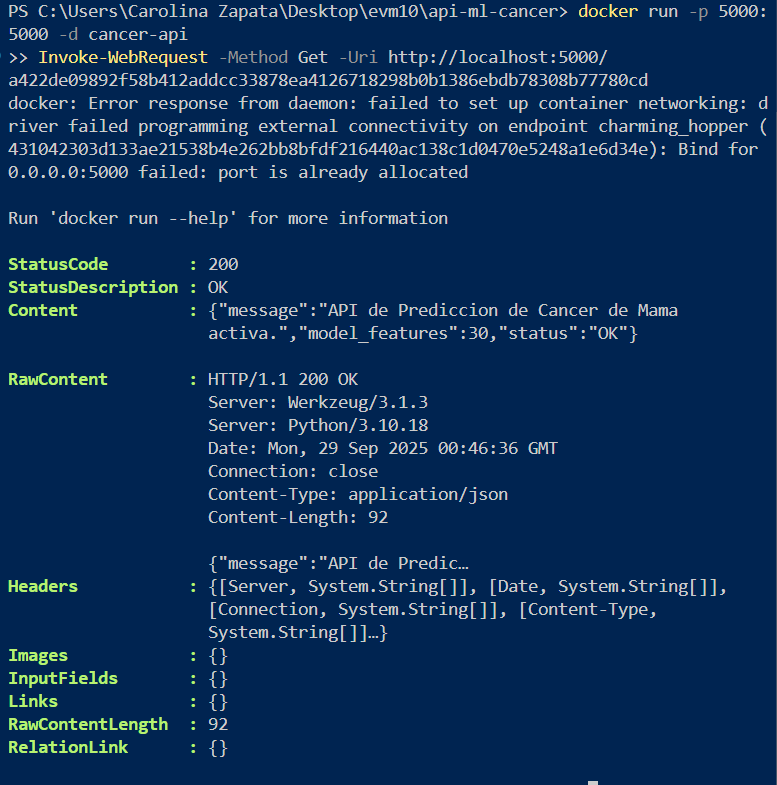 PS C:\Users\Carolina Zapata\Desktop\evm10\api-ml-cancer> docker run -p 5000:
5000 -d cancer-api
>> Invoke-WebRequest -Method Get -Uri http://localhost:5000/
a422de09892f58b412addcc33878ea4126718298b0b1386ebdb78308b77780cd
docker: Error response from daemon: failed to set up container networking: d
river failed programming external connectivity on endpoint charming_hopper (
431042303d133ae21538b4e262bb8bfdf216440ac138c1d0470e5248a1e6d34e): Bind for
0.0.0.0:5000 failed: port is already allocated
Run 'docker run --help' for more information
StatusCode : 200
StatusDescription : OK
Content : {"message":"API de Prediccion de Cancer de Mama
activa.","model_features":30,"status":"OK"}
RawContent : HTTP/1.1 200 OK
Server: Werkzeug/3.1.3
Server: Python/3.10.18
Date: Mon, 29 Sep 2025 00:46:36 GMT
Connection: close
Content-Type: application/json
Content-Length: 92
{"message":"API de Predic…
Headers : {[Server, System.String[]], [Date, System.String[]],
[Connection, System.String[]], [Content-Type,
System.String[]]…}
Images : {}
InputFields : {}
Links : {}
RawContentLength : 92
RelationLink : {}